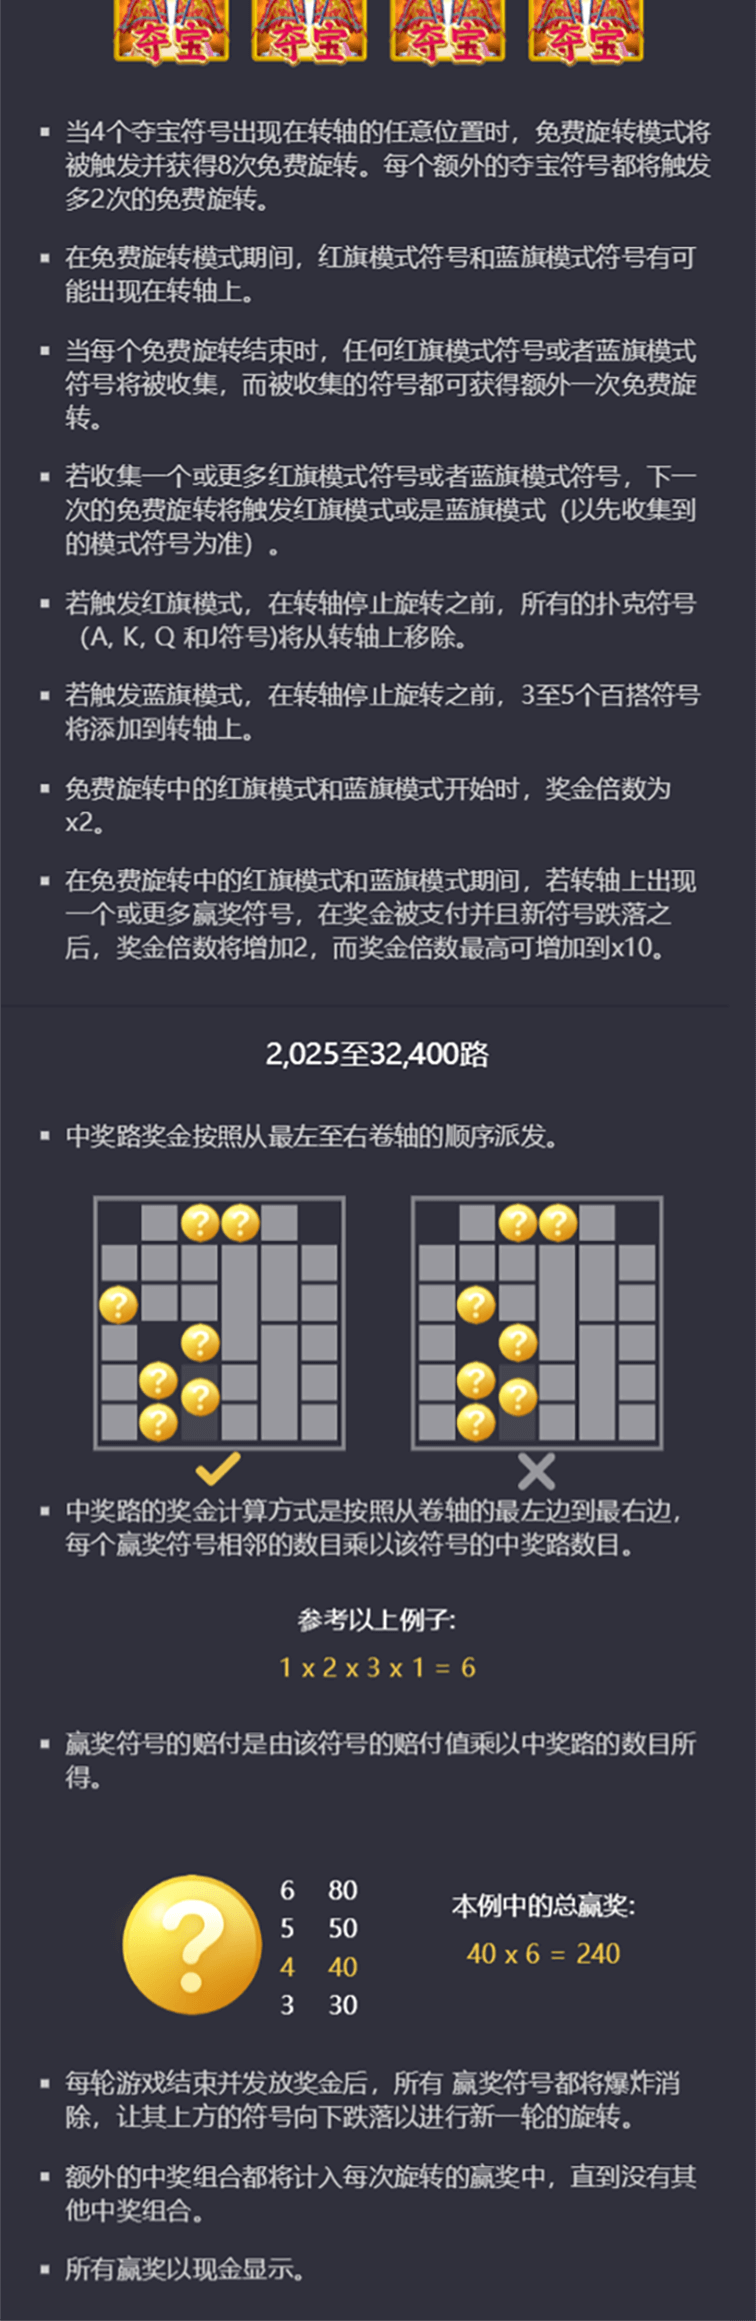 夺宝 夺宝 夺宝 夺宝
当4个夺宝符号出现在转轴的任意位置时，免费旋转模式将
被触发并获得8次免费旋转。每个额外的夺宝符号都将触发
多2次的免费旋转。
在免费旋转模式期间，红旗模式符号和蓝旗模式符号有可
能出现在转轴上。
当每个免费旋转结束时，任何红旗模式符号或者蓝旗模式
符号将被收集，而被收集的符号都可获得额外一次免费旋
转。
若收集一个或更多红旗模式符号或者蓝旗模式符号，下一
次的免费旋转将触发红旗模式或是蓝旗模式（以先收集到
的模式符号为准）。
若触发红旗模式，在转轴停止旋转之前，所有的扑克符号
（A, K, Q 和J符号)将从转轴上移除。
若触发蓝旗模式，在转轴停止旋转之前，3至5个百搭符号
将添加到转轴上。
免费旋转中的红旗模式和蓝旗模式开始时，奖金倍数为
x2。
在免费旋转中的红旗模式和蓝旗模式期间，若转轴上出现
一个或更多赢奖符号，在奖金被支付并且新符号跌落之
后，奖金倍数将增加2，而奖金倍数最高可增加到x10。
2,025至32,400路
中奖路奖金按照从最左至右卷轴的顺序派发。
? ? ? ?
? ?
? ?
? ? ? ?
? ?
中奖路的奖金计算方式是按照从卷轴的最左边到最右边，
每个赢奖符号相邻的数目乘以该符号的中奖路数目。
参考以上例子:
1 x 2 x 3 x 1 = 6
赢奖符号的赔付是由该符号的赔付值乘以中奖路的数目所
得。
?
6 80
5 50
4 40
3 30
本例中的总赢奖:
40 x 6 = 240
每轮游戏结束并发放奖金后，所有 赢奖符号都将爆炸消
除，让其上方的符号向下跌落以进行新一轮的旋转。
额外的中奖组合都将计入每次旋转的赢奖中，直到没有其
他中奖组合。
所有赢奖以现金显示。